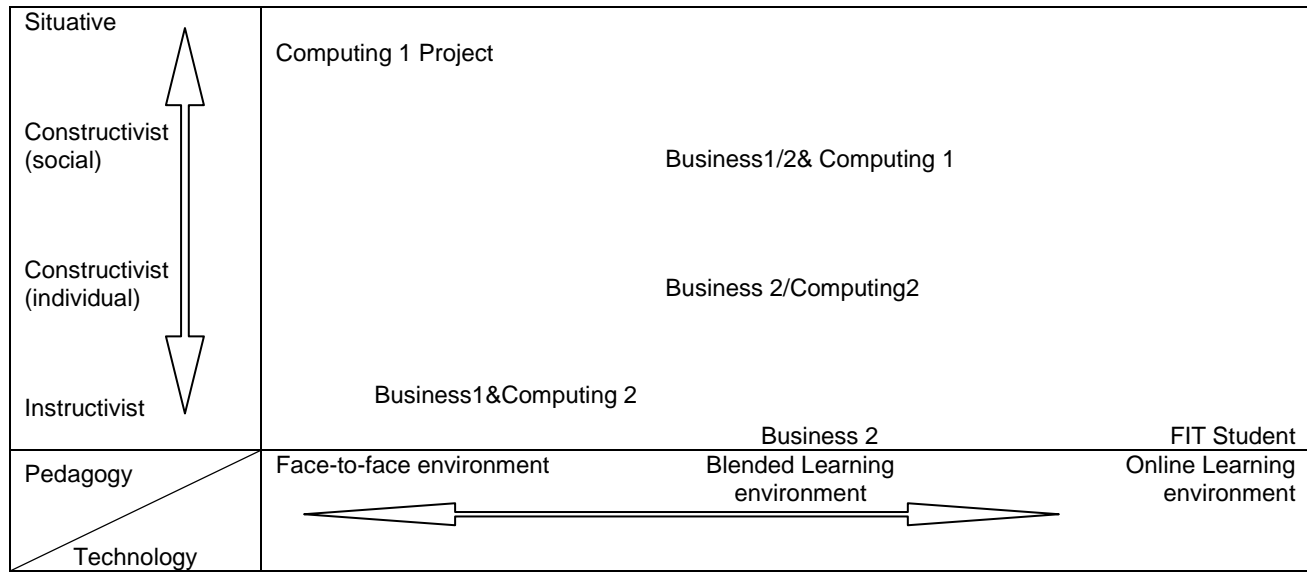 Situative
Computing 1 Project
Constructivist
(social)
Business1/2& Computing 1
Constructivist
(individual)
Business 2/Computing2
Business1&Computing 2
Instructivist
Business 2
FIT Student
Pedagogy
Technology
Face-to-face environment
Blended Learning
environment
Online Learning
environment